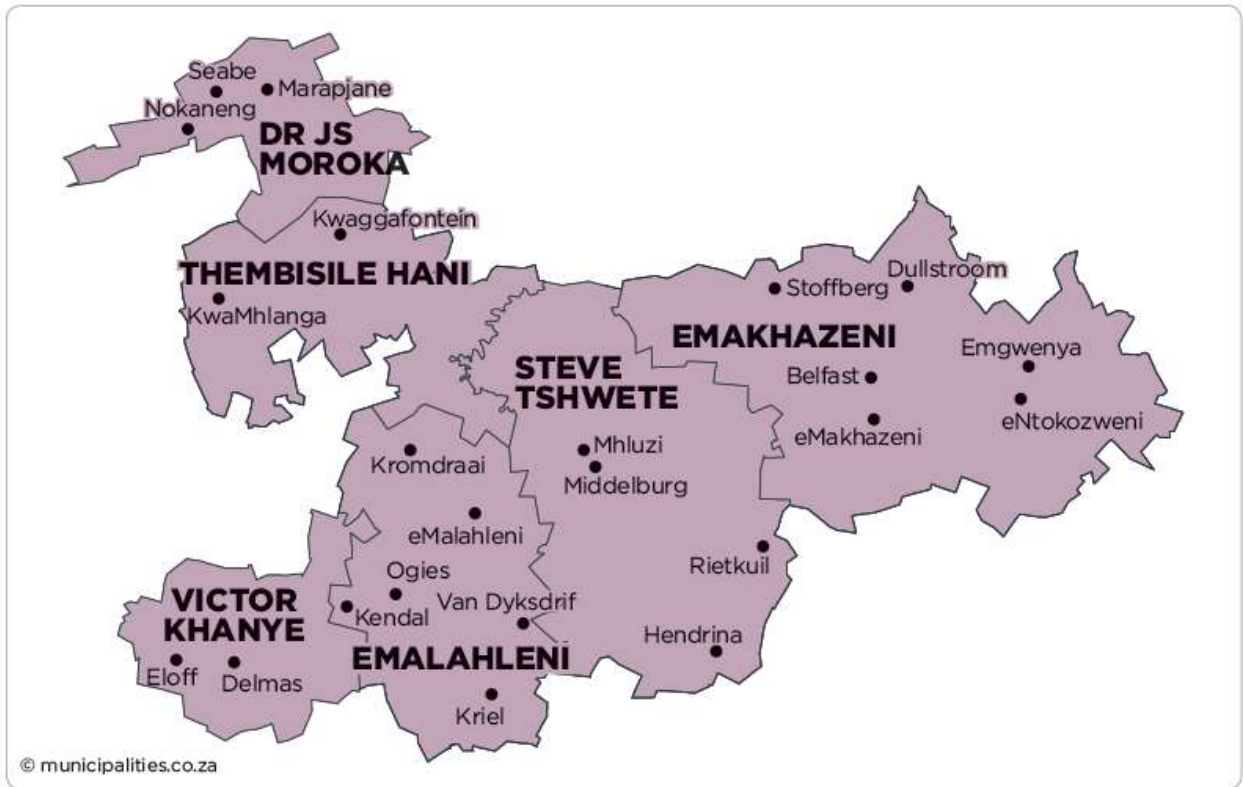 Seabe
Marapjane
Nokaneng
DR JS
MOROKA
Kwaggafontein
THEMBISILE HANI
KwaMhlanga
Dullstroom
Stoffberg
EMAKHAZENI
Emgwenya
STEVE
TSHWETE
Belfast
eNtokozweni
eMakhazeni
Mhluzi
Kromdraai
Middelburg
eMalahleni
Rietkuil
Ogies
VICTOR
KHANYE
Van Dyksdrif
Kendal
Hendrina
EMALAHLENI
Eloff
Delmas
Kriel
© municipalities.co.za